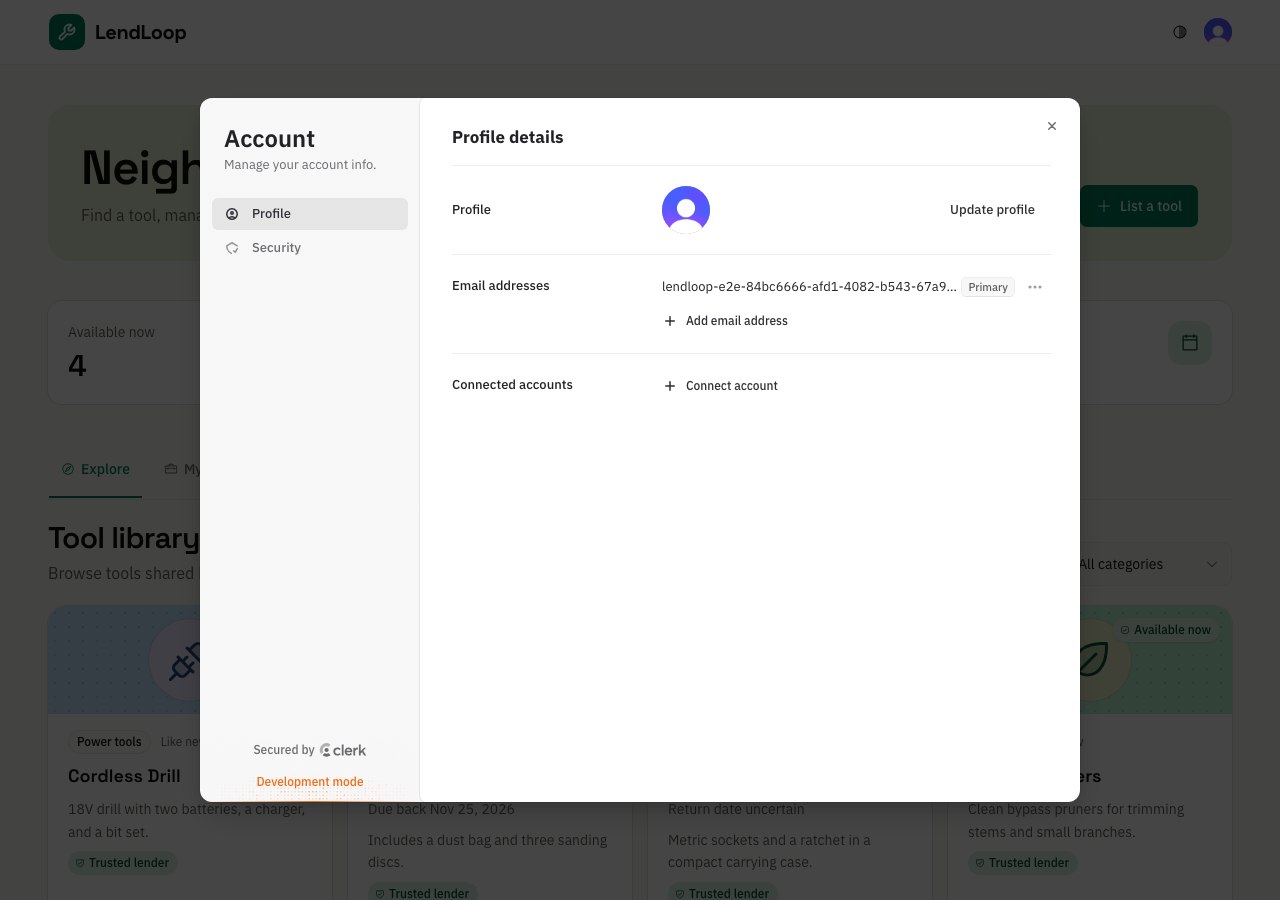 LendLoop
Neigh
Find a tool, mana
List a tool
Available now
4
Explore
My
Tool library
Browse tools shared
All categories
Available now
Power tools
Like ne
Cordless Drill
18V drill with two batteries, a charger,
and a bit set.
Trusted lender
Due back Nov 25, 2026
Includes a dust bag and three sanding
discs.
Trusted lender
Return date uncertain
Metric sockets and a ratchet in a
compact carrying case.
Trusted lender
ers
Clean bypass pruners for trimming
stems and small branches.
Trusted lender
Account
Manage your account info.
Profile
Security
Secured by clerk
Development mode
Profile details
Profile
Update profile
Email addresses
lendloop-e2e-84bc6666-afd1-4082-b543-67a9... Primary
Add email address
Connected accounts
Connect account